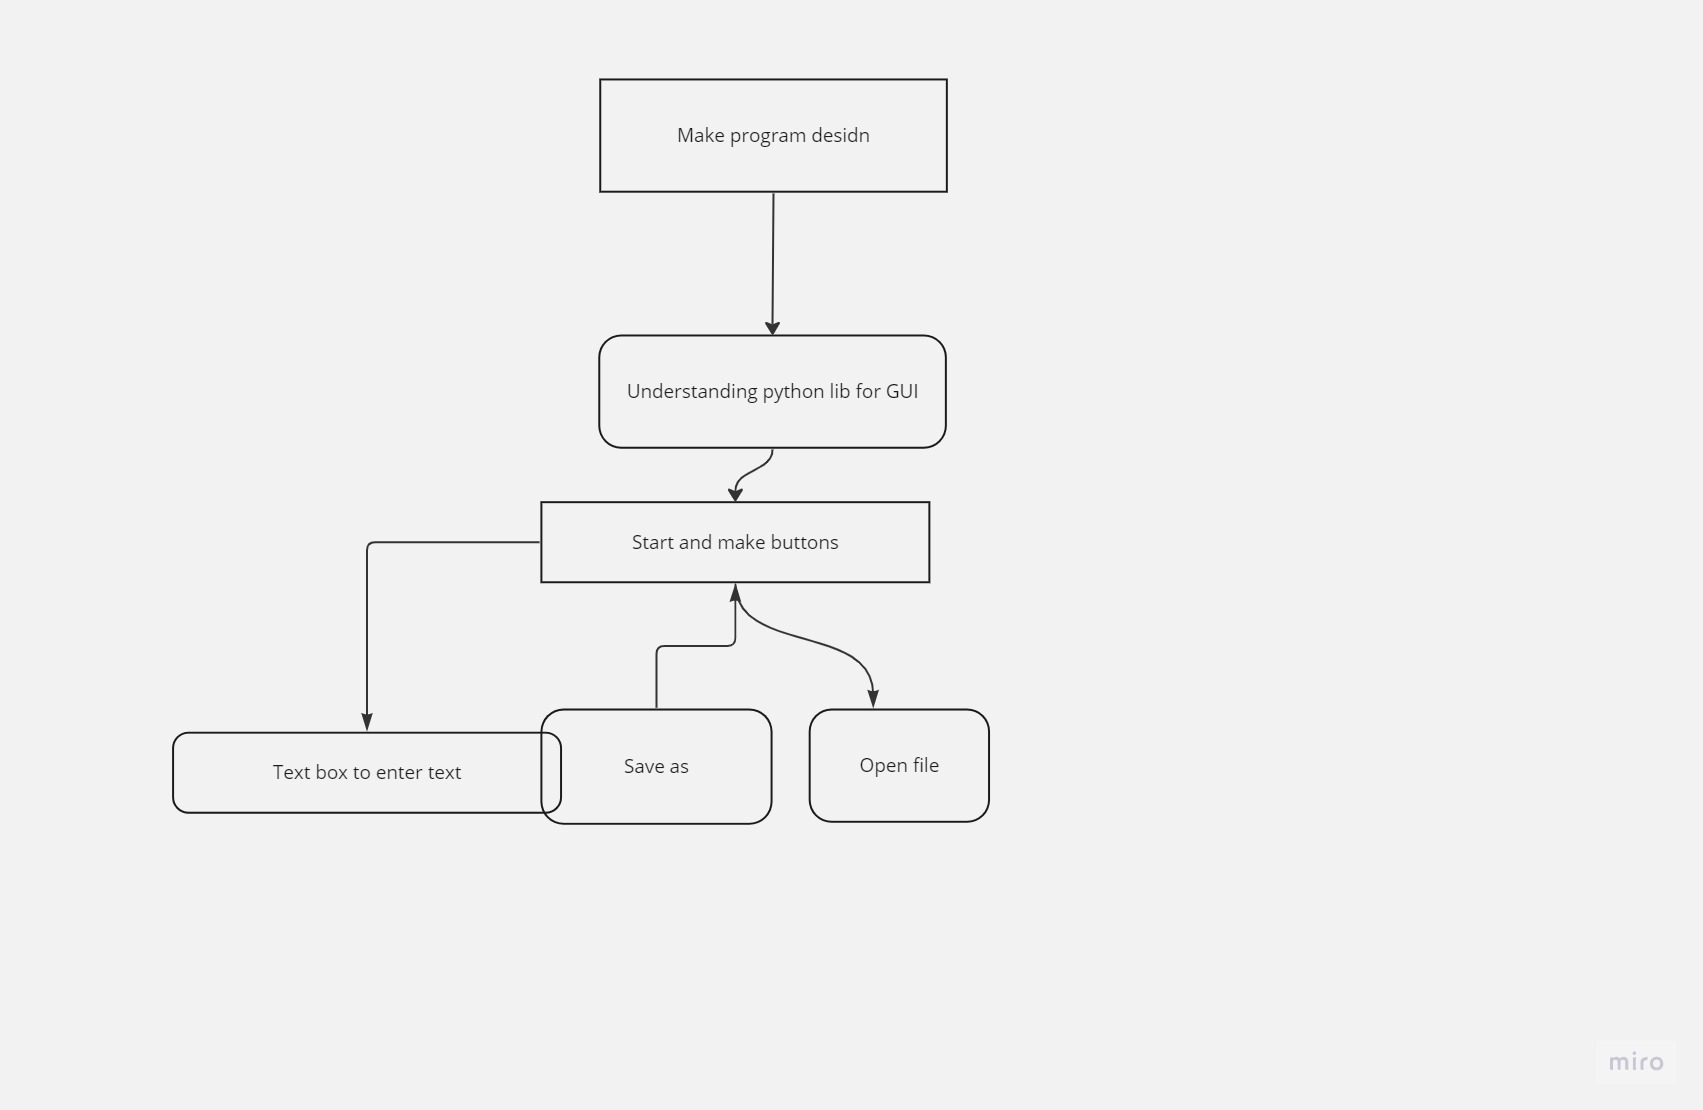 Make program desidn
Understanding python lib for GUI
Start and make buttons
Text box to enter text
Save as
Open file
miro